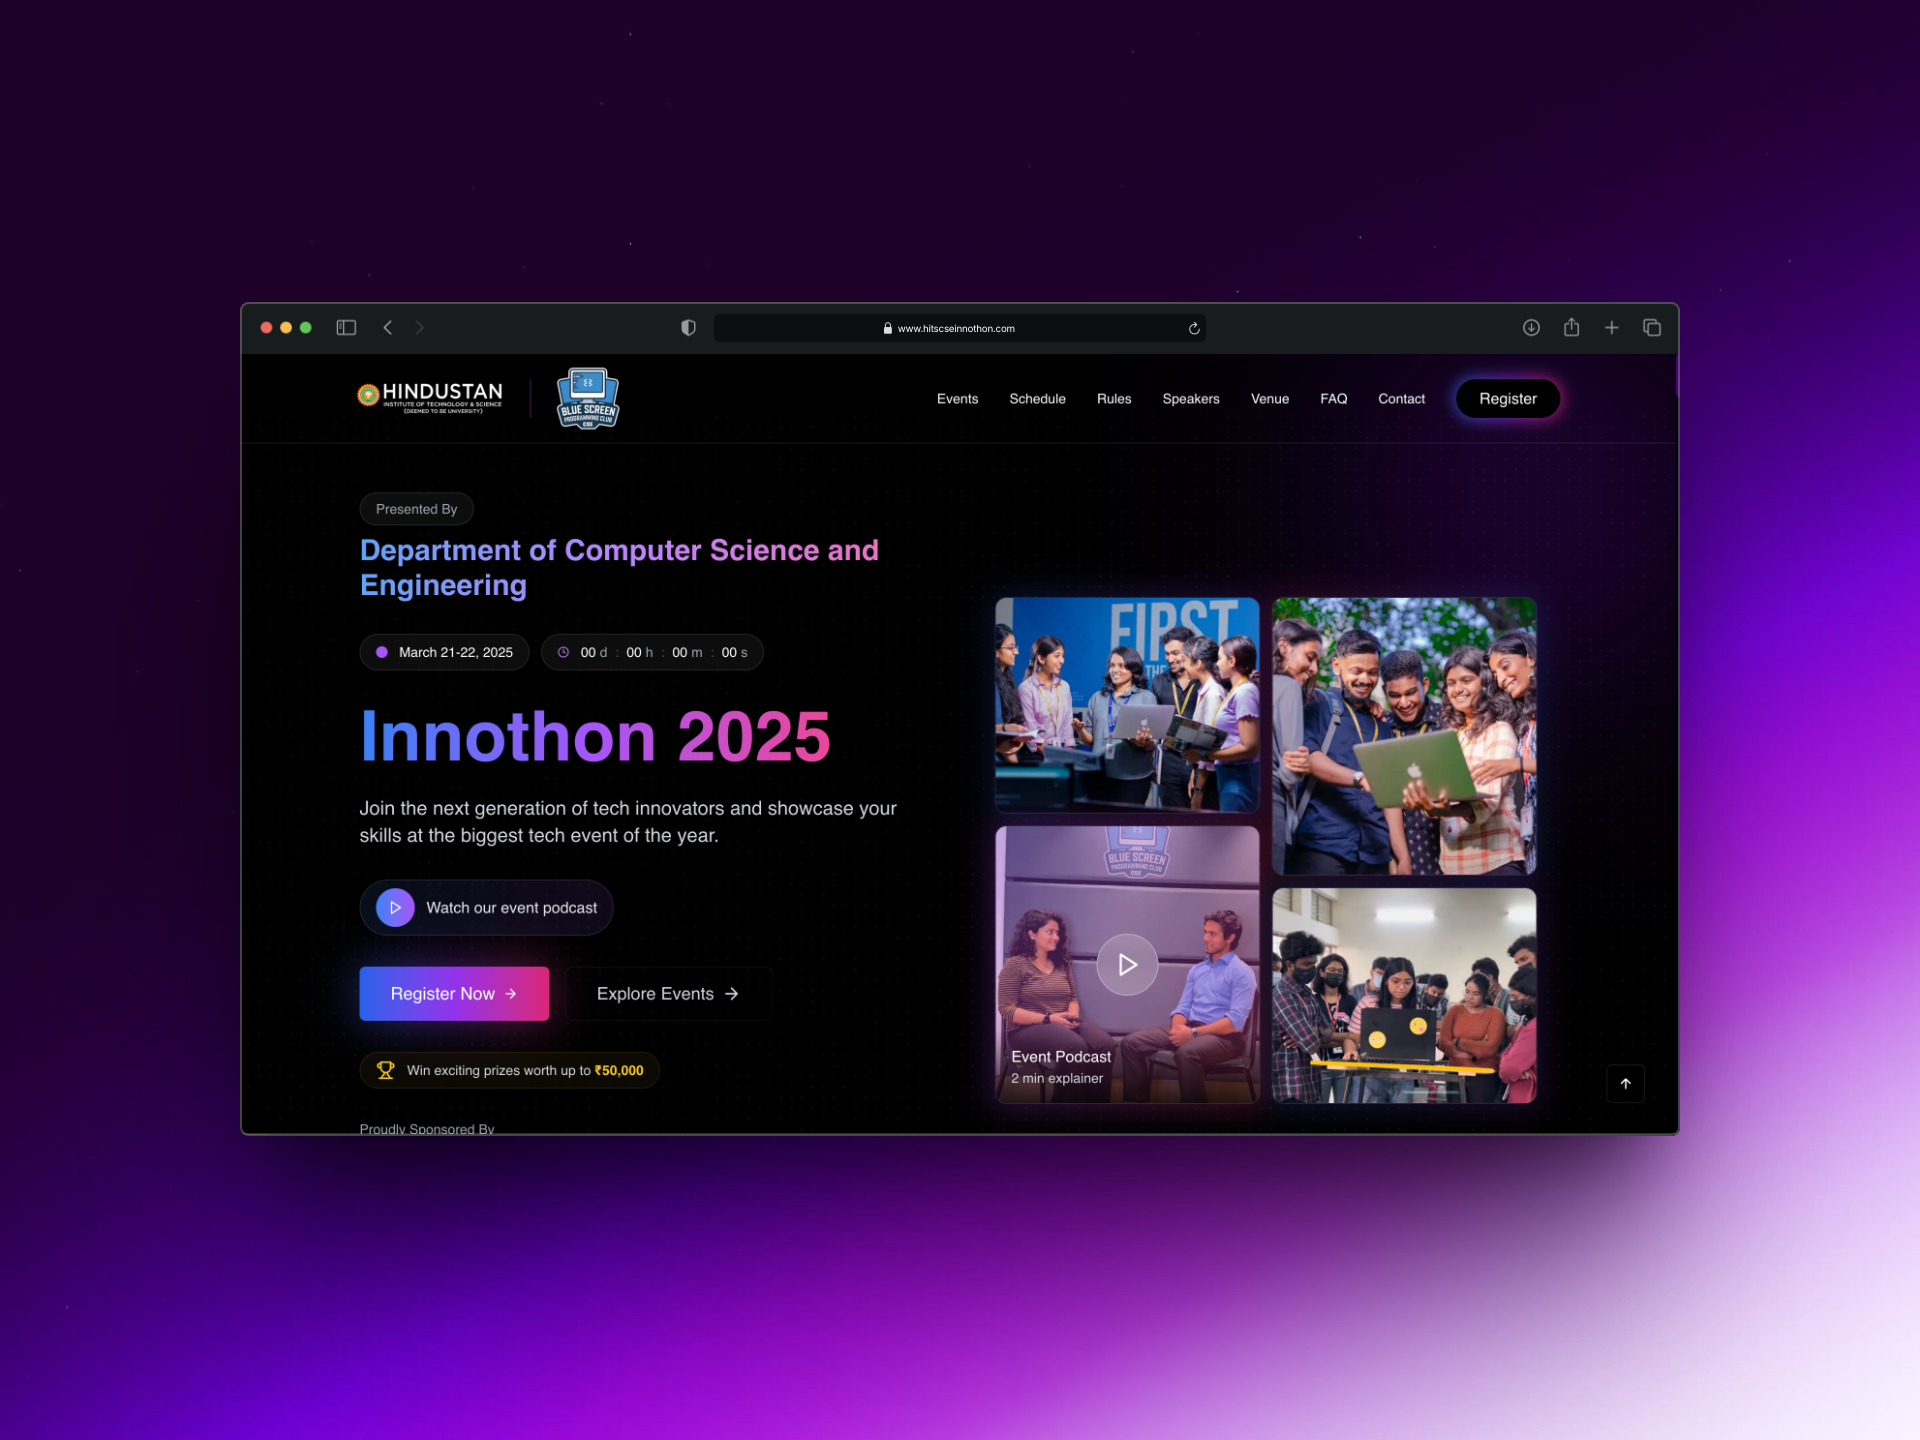 www.hitscseinnothon.com
HINDUSTAN
INSTITUTE OF TECHNOLOGY & SCIENCE
(DEEMED TO BE UNIVERSITY)
BLUE SCREEN
PROGRAMMING CLUB
CSE
Events
Schedule
Rules
Speakers
Venue
FAQ
Contact
Register
Presented By
Department of Computer Science and
Engineering
March 21-22, 2025
00 d : 00 h : 00 m : 00 s
Innothon 2025
Join the next generation of tech innovators and showcase your
skills at the biggest tech event of the year.
Watch our event podcast
Register Now
Explore Events
Win exciting prizes worth up to ₹50,000
Proudly Sponsored By
FIRST
THE
BLUE SCREEN
PROGRAMMING CLUB
CSE
Event Podcast
2 min explainer